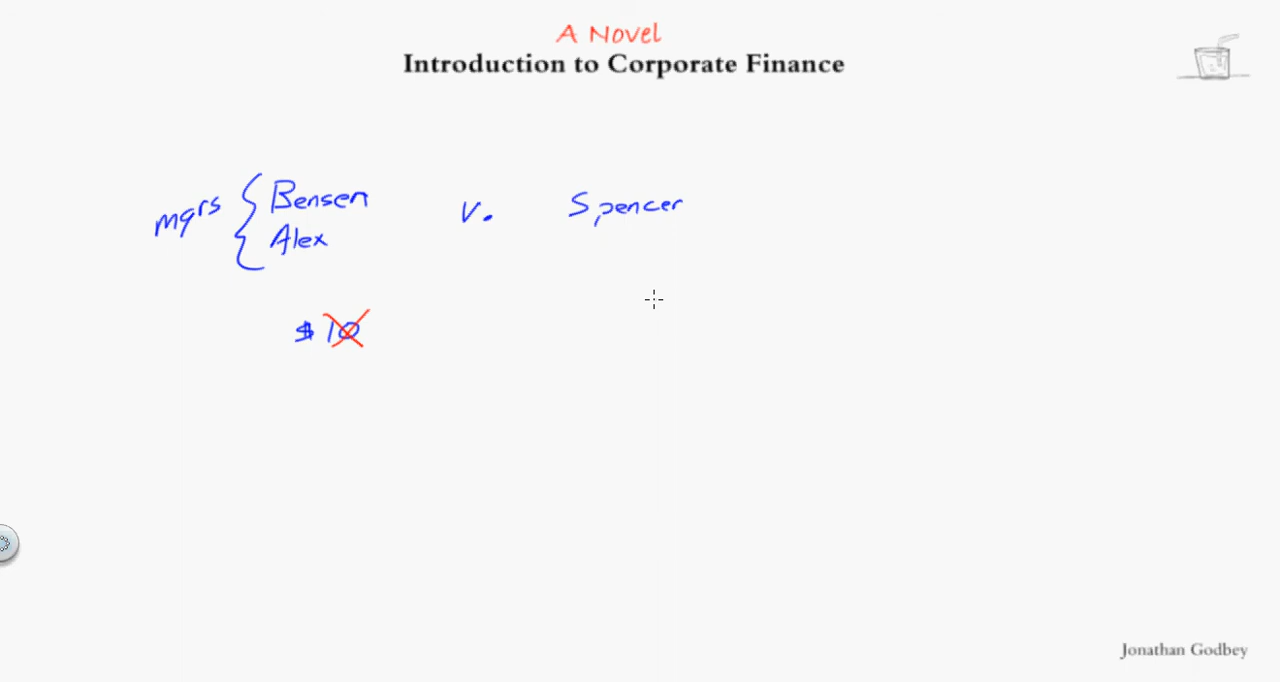 A Novel
Introduction to Corporate Finance
mgrs { Bensen v. Spencer
Alex
$10
Jonathan Godbey